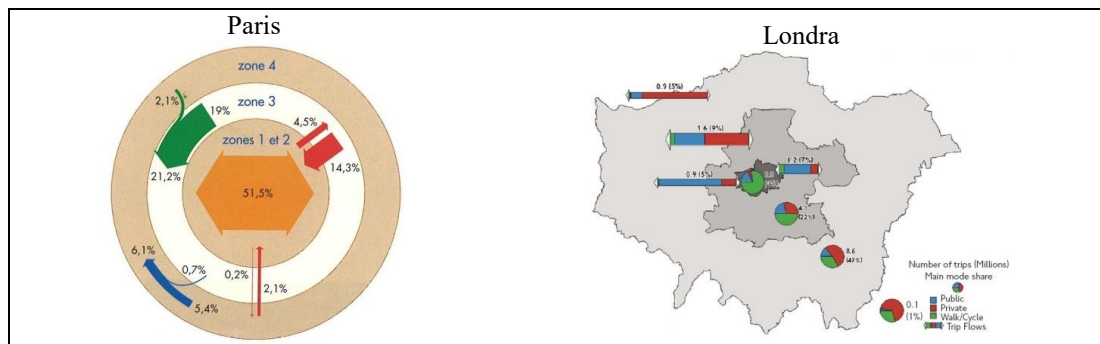 Paris
zone 4
2,1%
19%
zone 3
4,5%
zones 1 et 2
14,3%
21,2%
51,5%
6,1%
0,7%
0,2%
2,1%
5,4%
Londra
0.9 (5%)
1.6 (9%)
(7%)
0.9 (5%)
(22%)
8.6
Number of trips (Millions)
Main mode share
0.1
(1%)
Public
Private
Walk/Cycle
Trip Flows